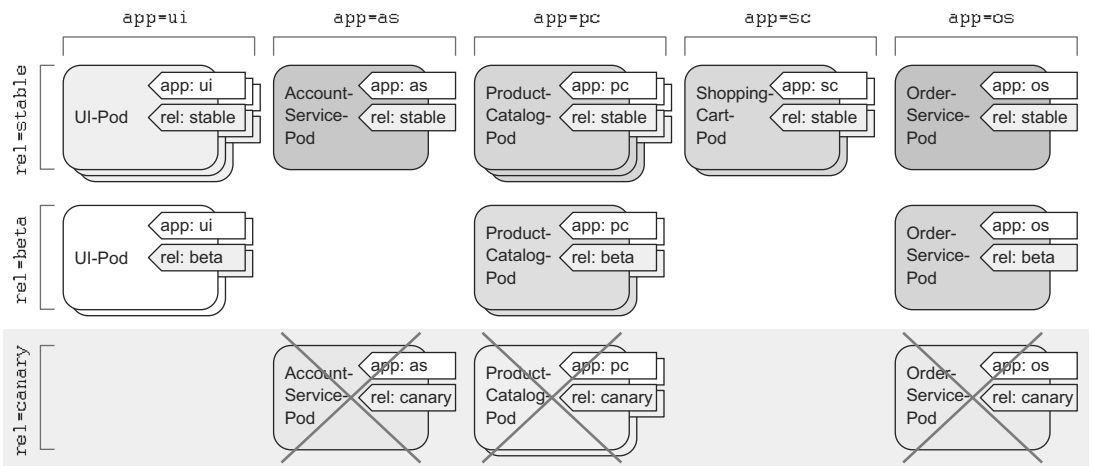 app=ui app=as app=pc app=sc app=os
rel=stable
UI-Pod
app: ui
rel: stable
Account-
Service-
Pod
app: as
rel: stable
Product-
Catalog-
Pod
app: pc
rel: stable
Shopping-
Cart-
Pod
app: sc
rel: stable
Order-
Service-
Pod
app: os
rel: stable
rel=beta
UI-Pod
app: ui
rel: beta
Product-
Catalog-
Pod
app: pc
rel: beta
Order-
Service-
Pod
app: os
rel: beta
rel=canary
Account-
Service-
Pod
app: as
rel: canary
Product-
Catalog-
Pod
app: pc
rel: canary
Order-
Service-
Pod
app: os
rel: canary